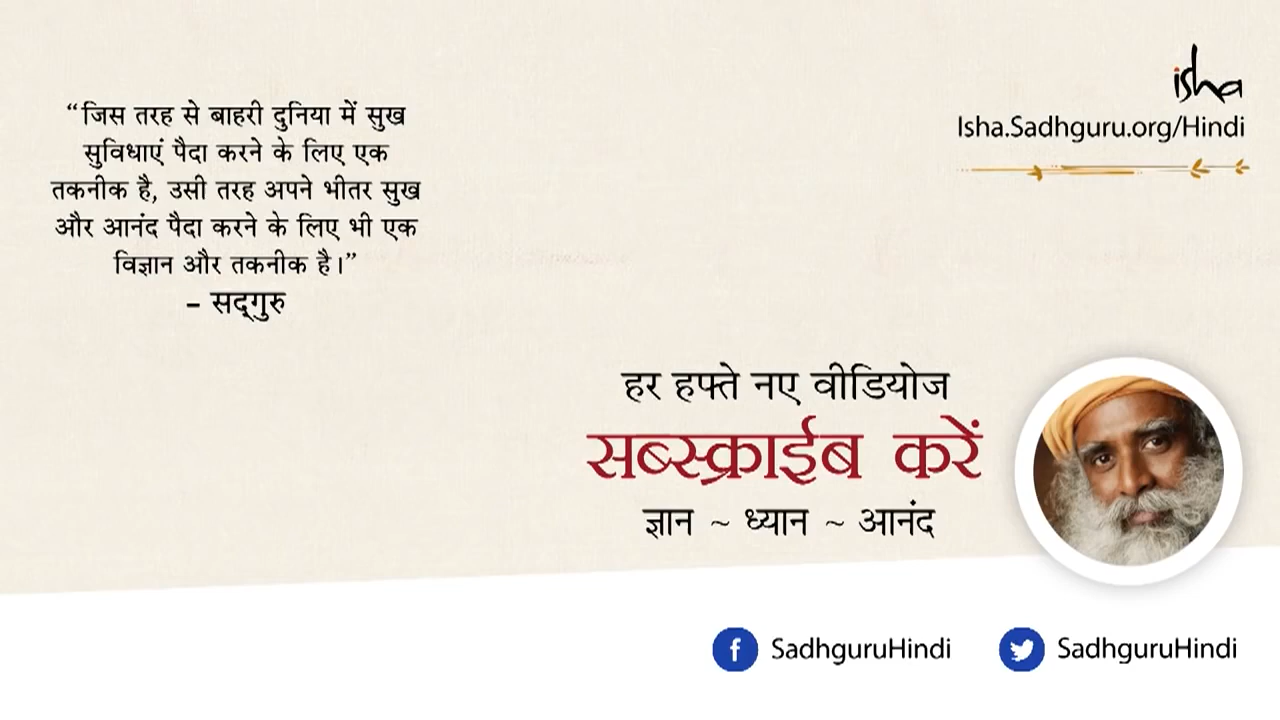 “जिस तरह से बाहरी दुनिया में सुख
सुविधाएं पैदा करने के लिए एक
तकनीक है, उसी तरह अपने भीतर सुख
और आनंद पैदा करने के लिए भी एक
विज्ञान और तकनीक है।”
– सद्‌गुरु
isha
Isha.Sadhguru.org/Hindi
हर हफ्ते नए वीडियोज
सब्स्क्राईब करें
ज्ञान ~ ध्यान ~ आनंद
SadhguruHindi
SadhguruHindi